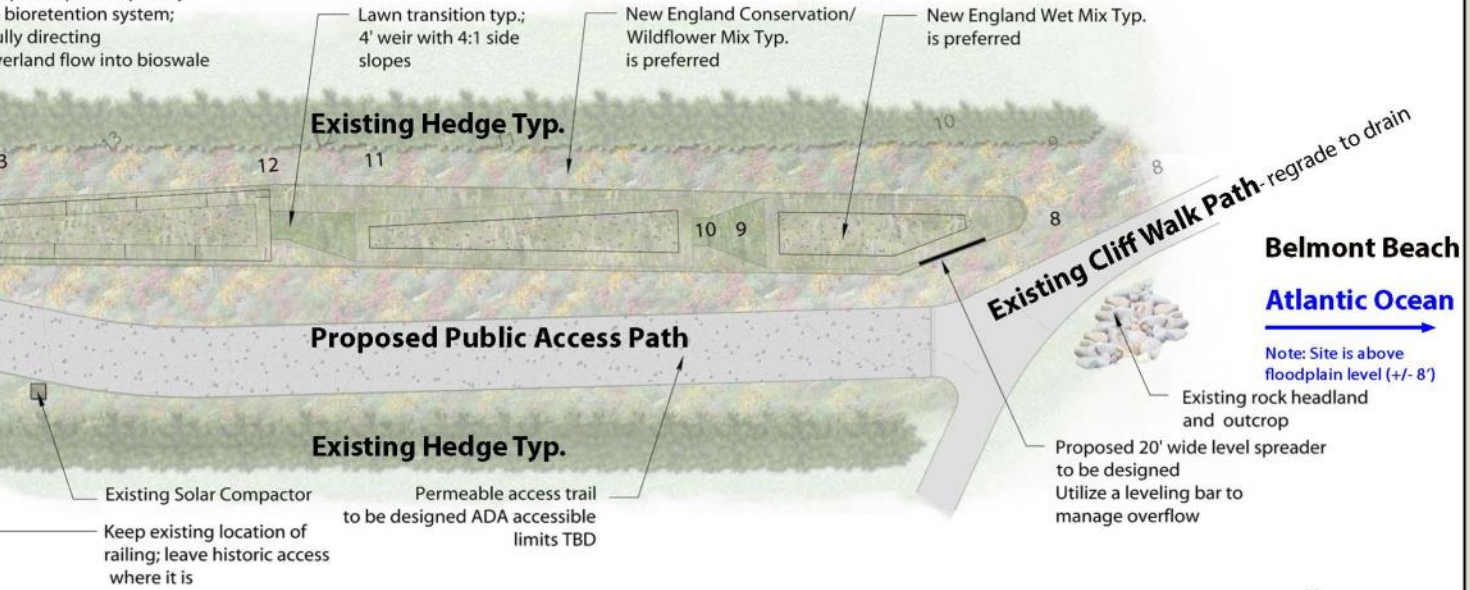 bioretention system;
directing
overland flow into bioswale
Lawn transition typ.;
4' weir with 4:1 side
slopes
New England Conservation/
Wildflower Mix Typ.
is preferred
New England Wet Mix Typ.
is preferred
Existing Hedge Typ.
13
10
9
8
3
12
11
10
9
8
Existing Cliff Walk Path - regrade to drain
Belmont Beach
Atlantic Ocean
Note: Site is above
floodplain level (+/- 8')
Proposed Public Access Path
Existing rock headland
and outcrop
Existing Hedge Typ.
Proposed 20' wide level spreader
to be designed
Utilize a leveling bar to
manage overflow
Existing Solar Compactor
Permeable access trail
to be designed ADA accessible
limits TBD
Keep existing location of
railing; leave historic access
where it is